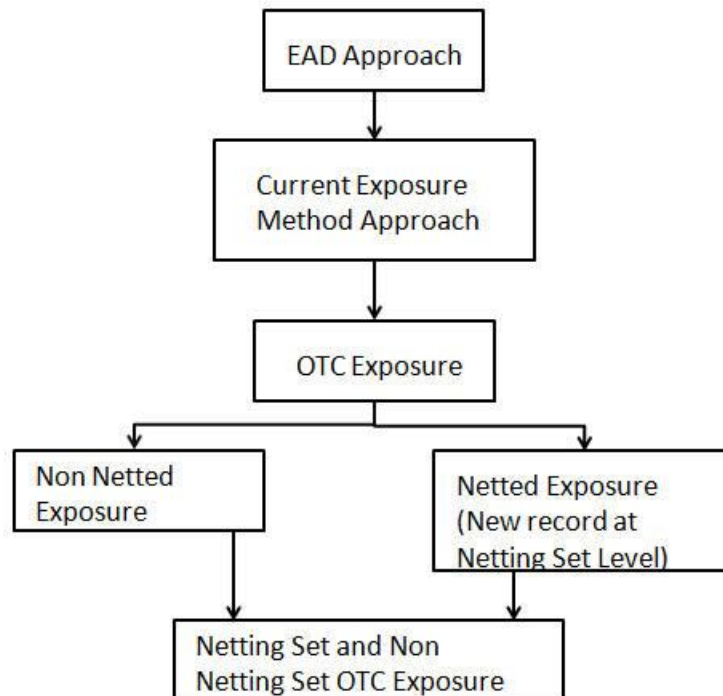 EAD Approach
Current Exposure
Method Approach
OTC Exposure
Non Netted
Exposure
Netted Exposure
(New record at
Netting Set Level)
Netting Set and Non
Netting Set OTC Exposure